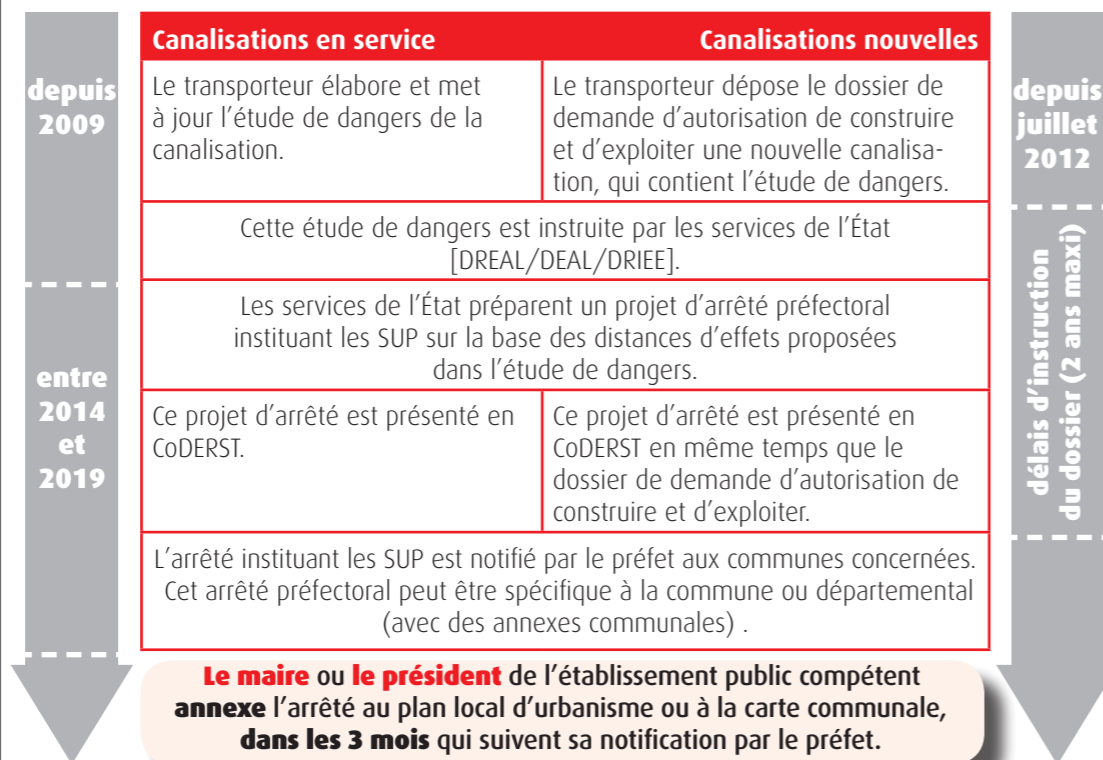 Canalisations en service
Canalisations nouvelles
depuis
2009
Le transporteur élabore et met
à jour l'étude de dangers de la
canalisation.
Le transporteur dépose le dossier de
demande d'autorisation de construire
et d'exploiter une nouvelle canalisa-
tion, qui contient l'étude de dangers.
depuis
juillet
2012
Cette étude de dangers est instruite par les services de l'État
[DREAL/DEAL/DRIEE].
Les services de l'État préparent un projet d'arrêté préfectoral
instituant les SUP sur la base des distances d'effets proposées
dans l'étude de dangers.
entre
2014
et
2019
Ce projet d'arrêté est présenté en
CoDERST.
Ce projet d'arrêté est présenté en
CoDERST en même temps que le
dossier de demande d'autorisation de
construire et d'exploiter.
délais d'instruction
du dossier (2 ans maxi)
L'arrêté instituant les SUP est notifié par le préfet aux communes concernées.
Cet arrêté préfectoral peut être spécifique à la commune ou départemental
(avec des annexes communales) .
Le maire ou le président de l'établissement public compétent
annexe l'arrêté au plan local d'urbanisme ou à la carte communale,
dans les 3 mois qui suivent sa notification par le préfet.